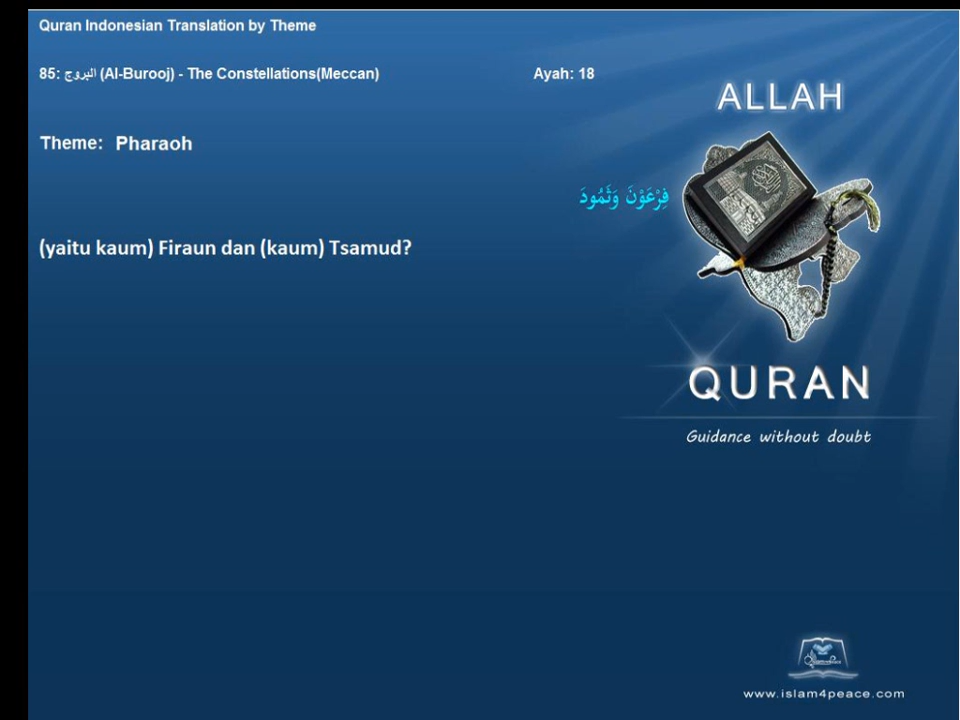 Quran Indonesian Translation by Theme
85: البروج (Al-Burooj) - The Constellations(Meccan) Ayah: 18
ALLAH
Theme: Pharaoh
فِرْعَوْنَ وَثَمُودَ
(yaitu kaum) Firaun dan (kaum) Tsamud?
QURAN
Guidance without doubt
www.islam4peace.com